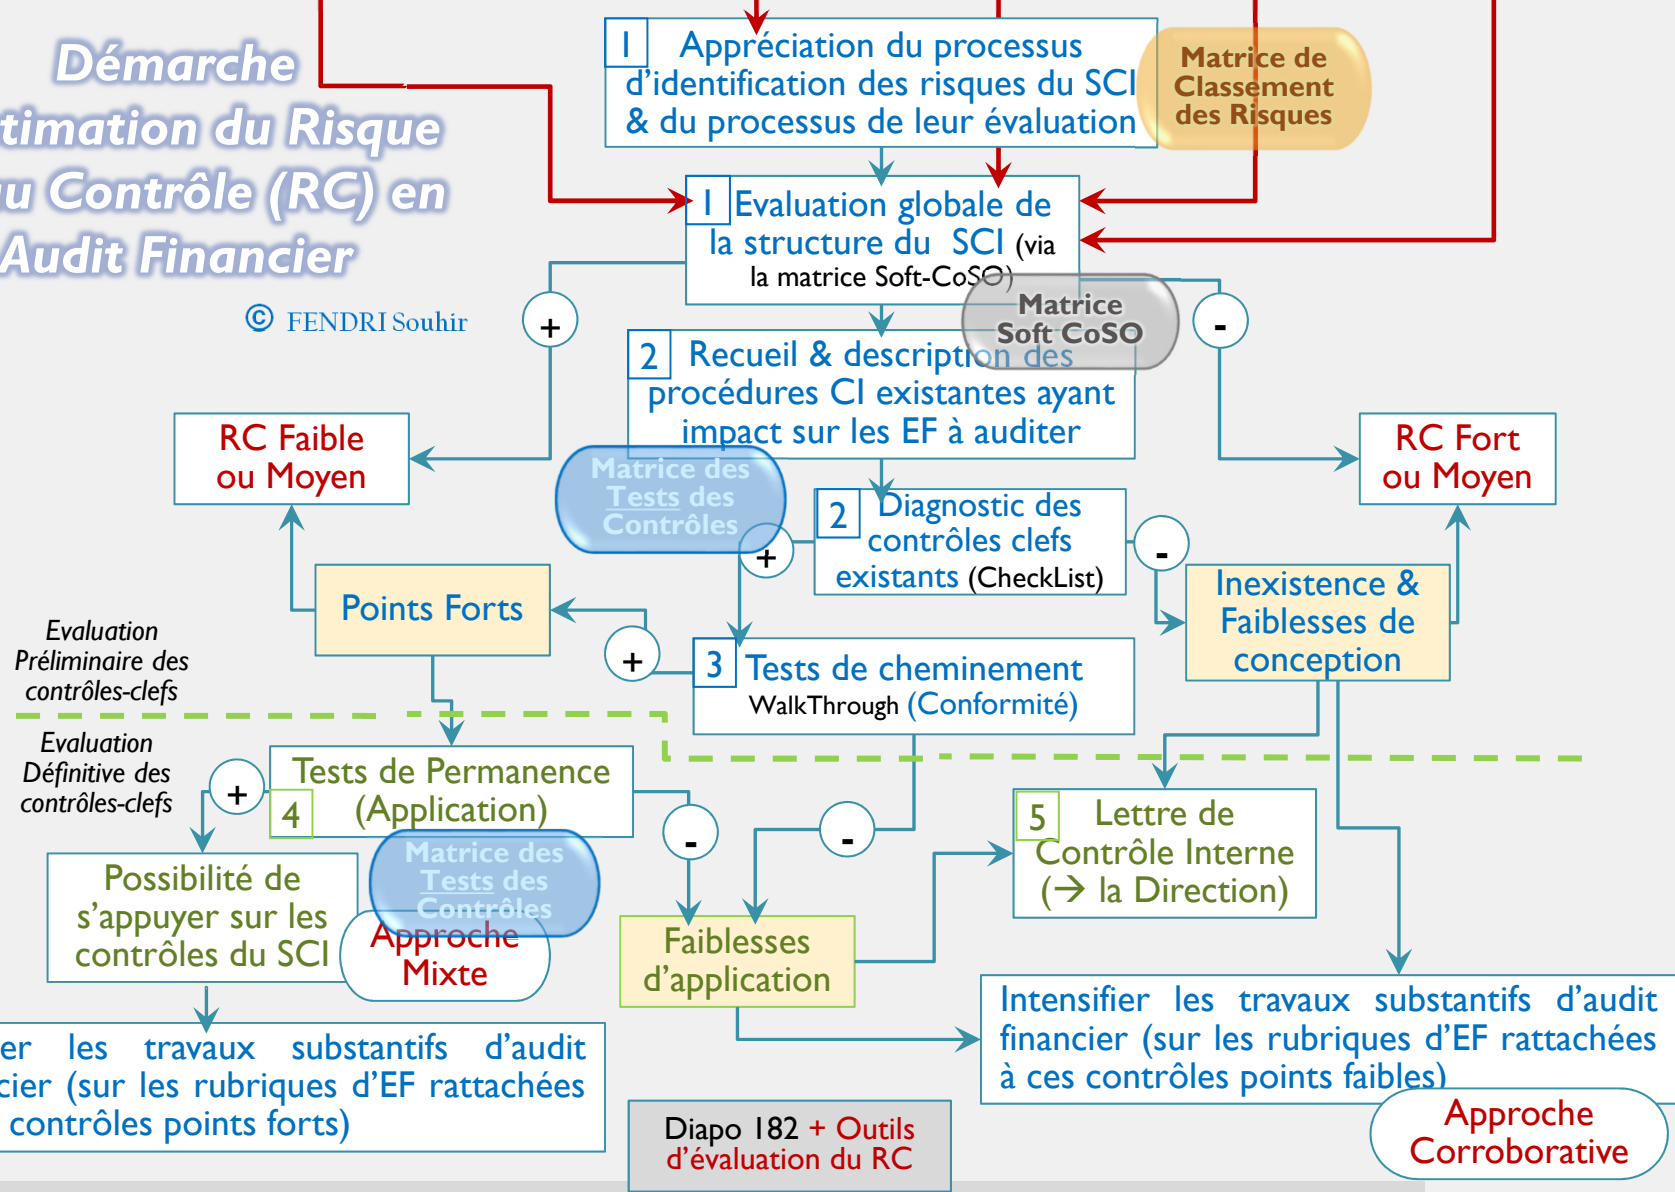 Démarche
timation du Risque
u Contrôle (RC) en
Audit Financier
© FENDRI Souhir
1 Appréciation du processus
d’identification des risques du SCI
& du processus de leur évaluation
Matrice de
Classement
des Risques
1 Evaluation globale de
la structure du SCI (via
la matrice Soft-CoSO)
Matrice
Soft CoSO
+
-
2 Recueil & description des
procédures CI existantes ayant
impact sur les EF à auditer
RC Faible
ou Moyen
RC Fort
ou Moyen
Matrice des
Tests des
Contrôles
2 Diagnostic des
contrôles clefs
existants (CheckList)
+
-
Points Forts
Inexistence &
Faiblesses de
conception
Evaluation
Préliminaire des
contrôles-clefs
+
3 Tests de cheminement
WalkThrough (Conformité)
Evaluation
Définitive des
contrôles-clefs
+
Tests de Permanence
4 (Application)
-
-
5 Lettre de
Contrôle Interne
(→ la Direction)
Matrice des
Tests des
Contrôles
Possibilité de
s’appuyer sur les
contrôles du SCI
Approche
Mixte
Faiblesses
d’application
er les travaux substantifs d’audit
cier (sur les rubriques d’EF rattachées
contrôles points forts)
Intensifier les travaux substantifs d’audit
financier (sur les rubriques d’EF rattachées
à ces contrôles points faibles)
Approche
Corroborative
Diapo 182 + Outils
d’évaluation du RC